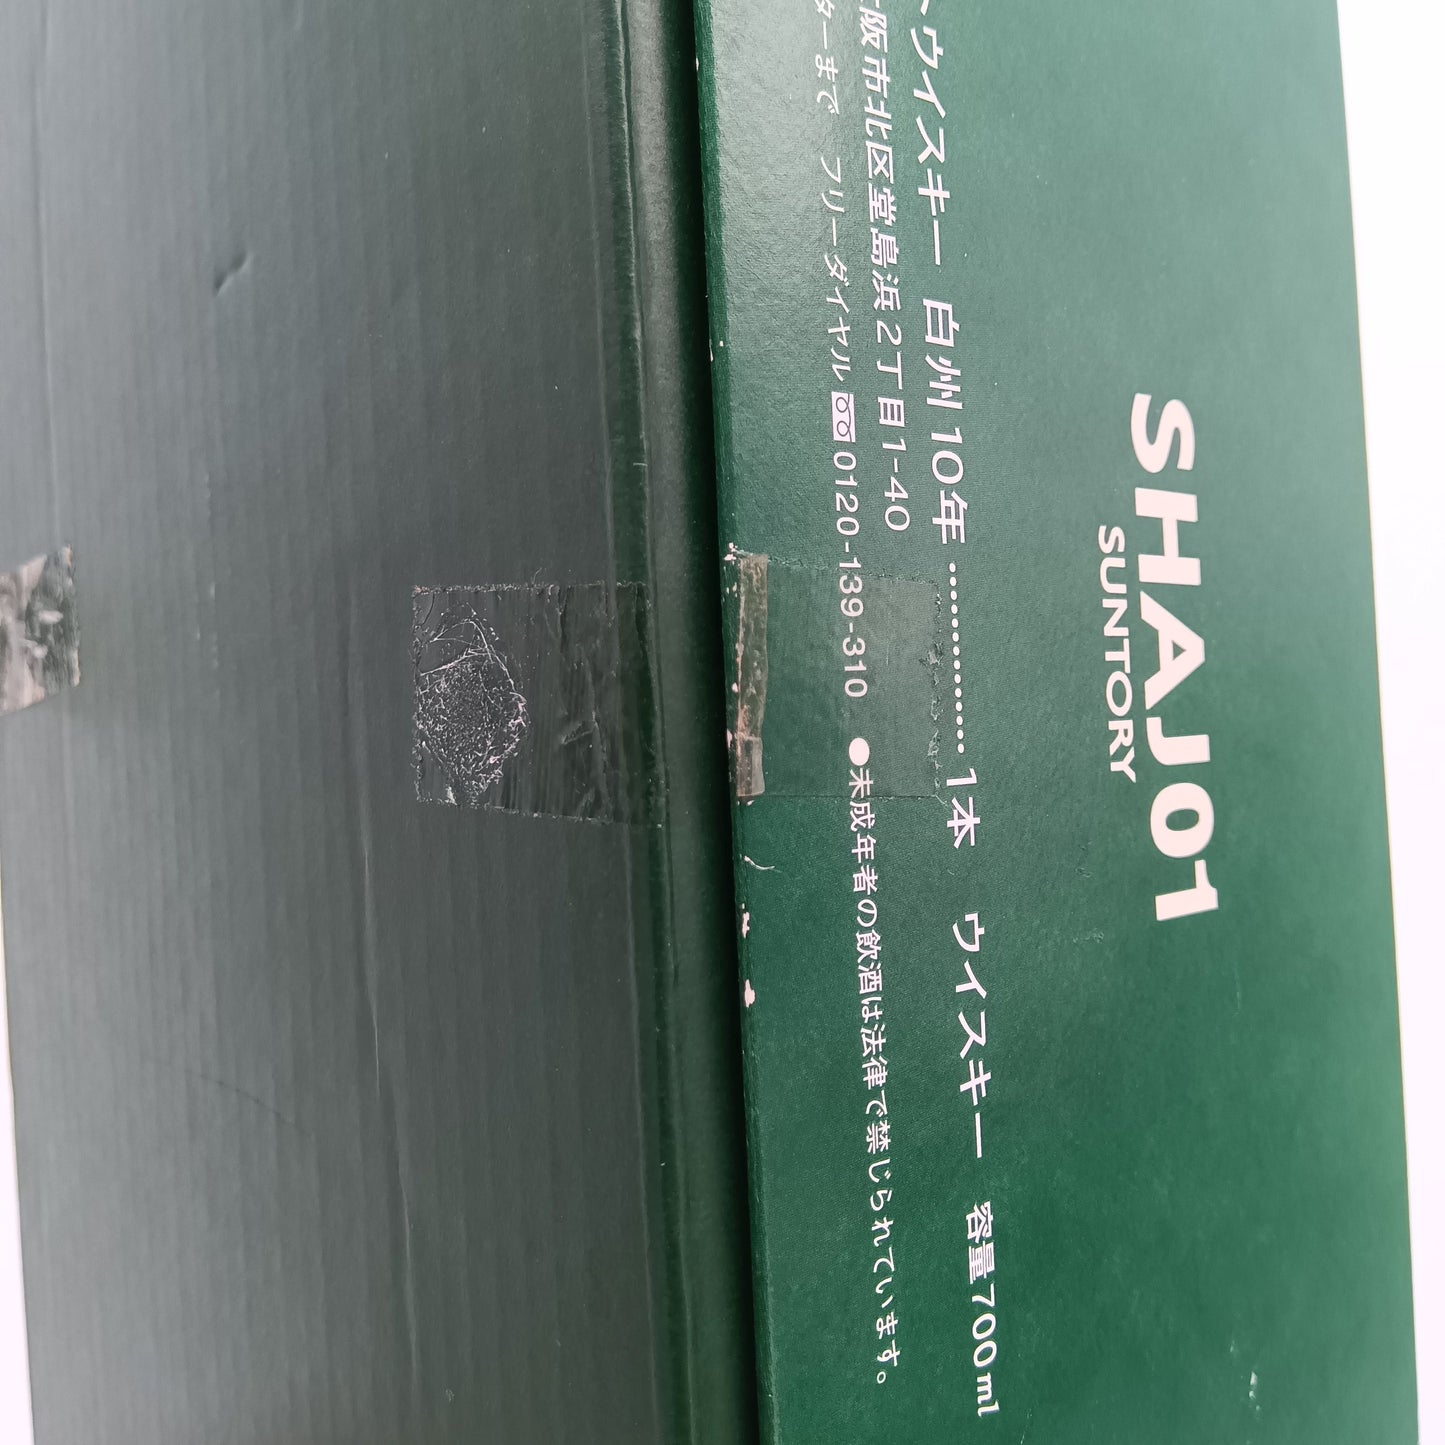 SHAJ01
SUNTORY
ウイスキー 白州10年 ………… 1本 ウイスキー 容量700ml
阪市北区堂島浜2丁目1-40
ターまで フリーダイヤル 0120-139-310 ●未成年者の飲酒は法律で禁じられています。